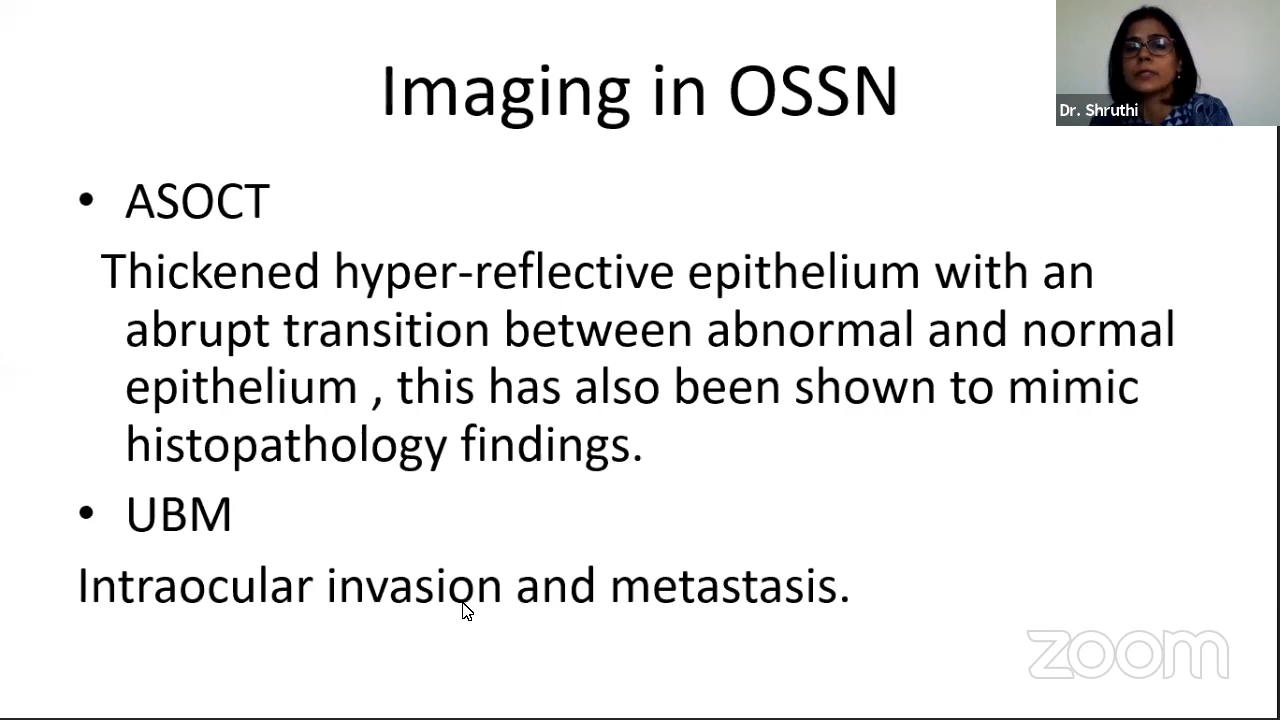 Imaging in OSSN
Dr. Shruthi
• ASOCT
Thickened hyper-reflective epithelium with an
abrupt transition between abnormal and normal
epithelium , this has also been shown to mimic
histopathology findings.
• UBM
Intraocular invasion and metastasis.
zoom